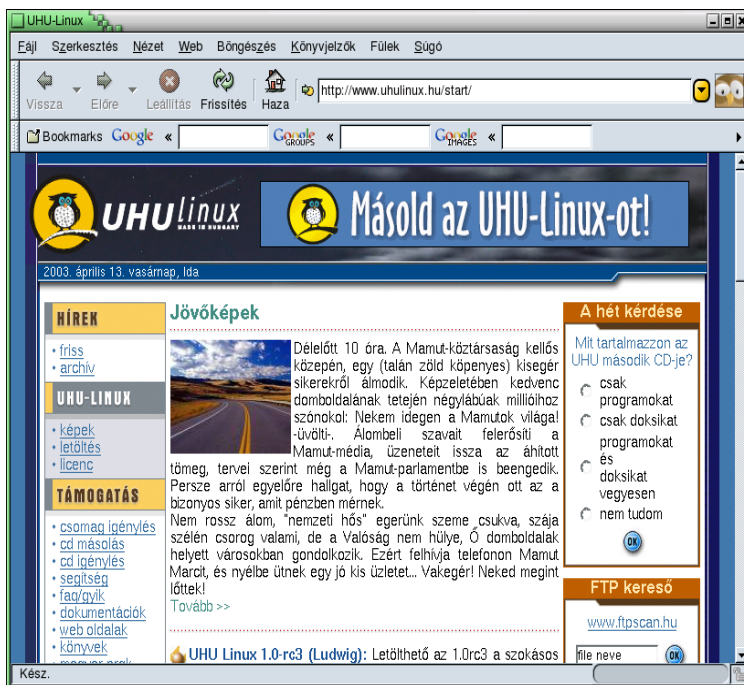 UHU-Linux
Fájl Szerkesztés Nézet Web Böngészés Könyvjelzők Fülek Súgó
Vissza Előre Leállítás Frissítés Haza http://www.uhulinux.hu/start/
Bookmarks Google « Google GROUPS « Google IMAGES «
UHUlinux
MADE IN HUNGARY
Másold az UHU-Linux-ot!
2003. április 13. vasárnap, Ida
HÍREK
• friss
• archív
UHU-LINUX
• képek
• letöltés
• licenc
TÁMOGATÁS
• csomag igénylés
• cd másolás
• cd igénylés
• segítség
• faq/gyik
• dokumentációk
• web oldalak
• könyvek
Jövőképek
Délelőtt 10 óra. A Mamut-köztársaság kellős
közepén, egy (talán zöld köpenyes) kisegér
sikerekről álmodik. Képzeletében kedvenc
domboldalának tetején négylábúak millióihoz
szónokol: Nekem idegen a Mamutok világa!
-üvölti-. Álombeli szavait felerősíti a
Mamut-média, üzeneteit issza az áhított
tömeg, tervei szerint még a Mamut-parlamentbe is beengedik.
Persze arról egyelőre hallgat, hogy a történet végén ott az a
bizonyos siker, amit pénzben mérnek.
Nem rossz álom, "nemzeti hős" egerünk szeme csukva, szája
szélén csorog valami, de a Valóság nem hülye, Ő domboldalak
helyett városokban gondolkozik. Ezért felhívja telefonon Mamut
Marcit, és nyélbe ütnek egy jó kis üzletet... Vakegér! Neked megint
lőttek!
Tovább >>
UHU Linux 1.0-rc3 (Ludwig): Letölthető az 1.0rc3 a szokásos
A hét kérdése
Mit tartalmazzon az
UHU második CD-je?
csak
programokat
csak doksikat
programokat
és
doksikat
vegyesen
nem tudom
OK
FTP kereső
www.ftpscan.hu
file neve OK
Kész.